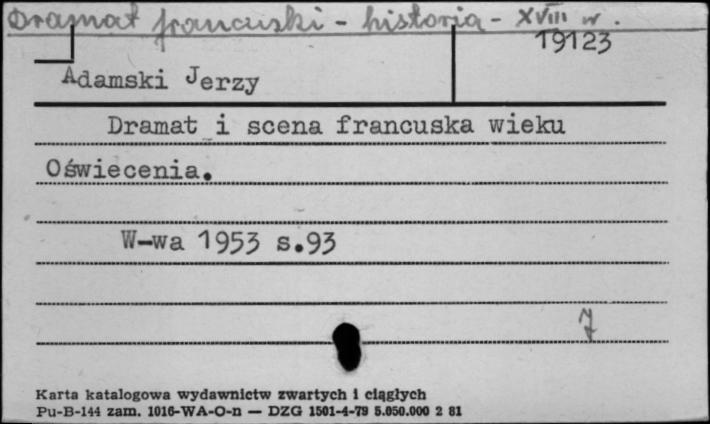 Dramat francuski - historia - XVIII w.
19123
Adamski Jerzy
Dramat i scena francuska wieku
Oświecenia.
W-wa 1953 s.93
7
Karta katalogowa wydawnictw zwartych i ciągłych
Pu-B-144 zam. 1016-WA-O-n — DZG 1501-4-79 5.050.000 2 81